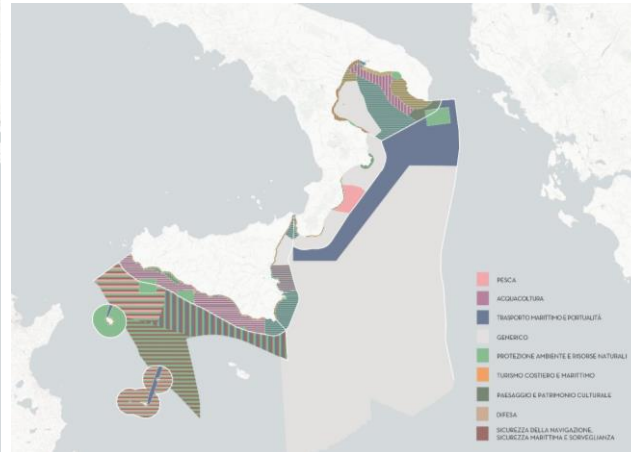 PESCA
ACQUACOLTURA
TRASPORTO MARITTIMO E PORTUALITÀ
GENERICO
PROTEZIONE AMBIENTE E RISORSE NATURALI
TURISMO COSTIERO E MARITTIMO
PAESAGGIO E PATRIMONIO CULTURALE
DIFESA
SICUREZZA DELLA NAVIGAZIONE,
SICUREZZA MARITTIMA E SORVEGLIANZA